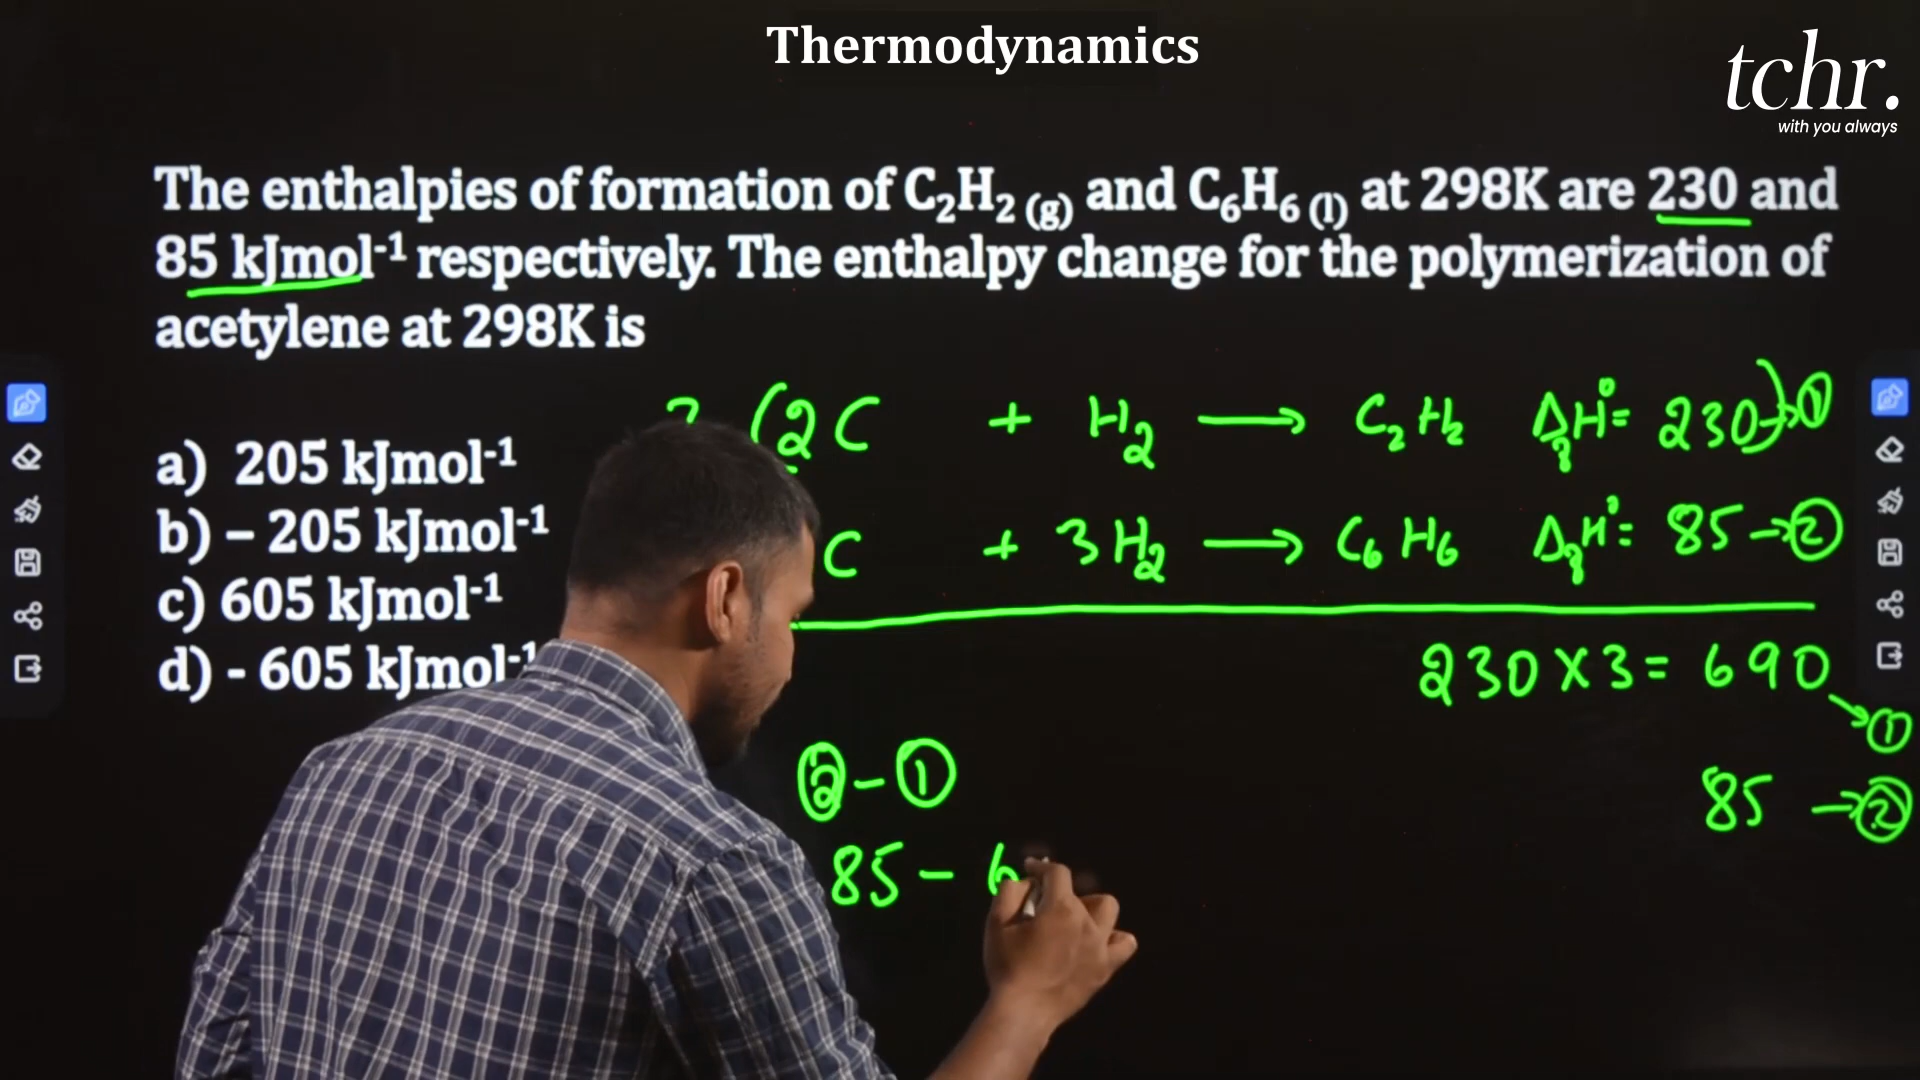 Thermodynamics
tchr.
with you always
The enthalpies of formation of C₂H₂ (g) and C₆H₆ (l) at 298K are 230 and
85 kJmol⁻¹ respectively. The enthalpy change for the polymerization of
acetylene at 298K is
a) 205 kJmol⁻¹
b) – 205 kJmol⁻¹
c) 605 kJmol⁻¹
d) - 605 kJmol⁻¹
(2C + H₂ → C₂H₂ ΔfH° = 230) → ①
C + 3H₂ → C₆H₆ ΔfH° = 85 → ②
230 × 3 = 690 → ①
85 → ②
② - ①
85 - 6